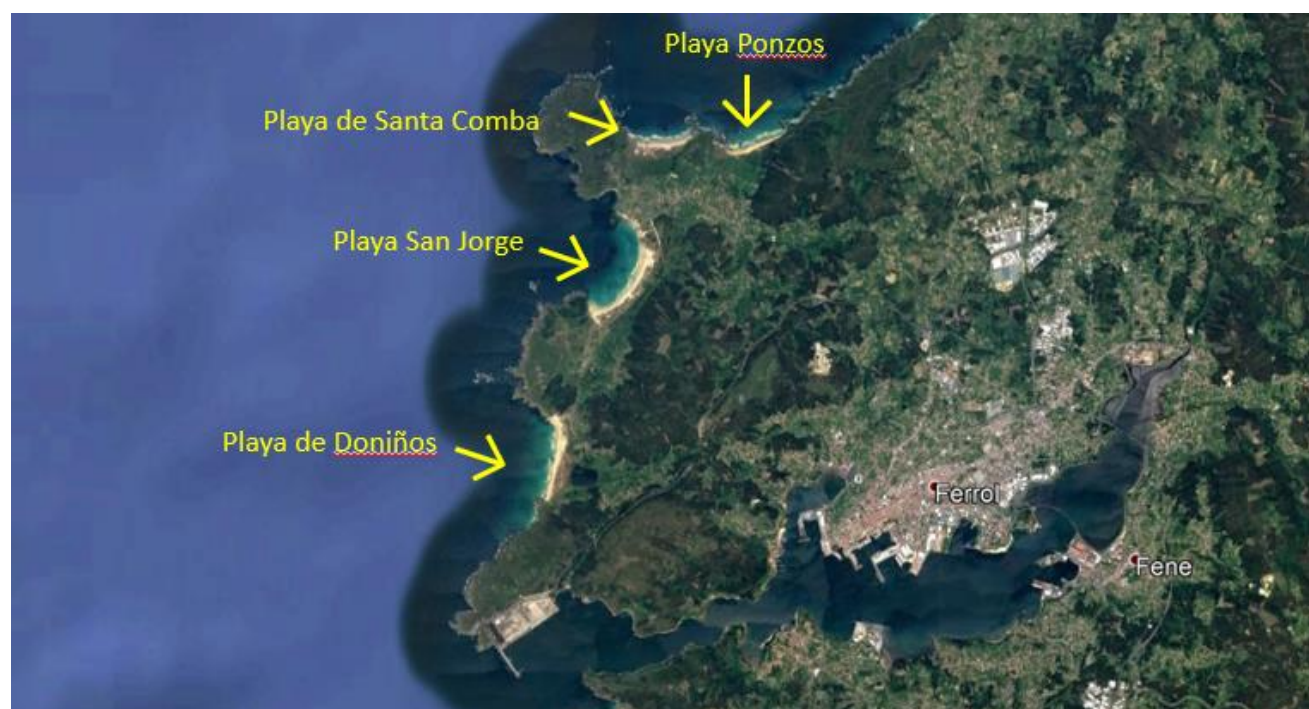 Playa Ponzos
Playa de Santa Comba
Playa San Jorge
Playa de Doniños
Ferrol
Fene